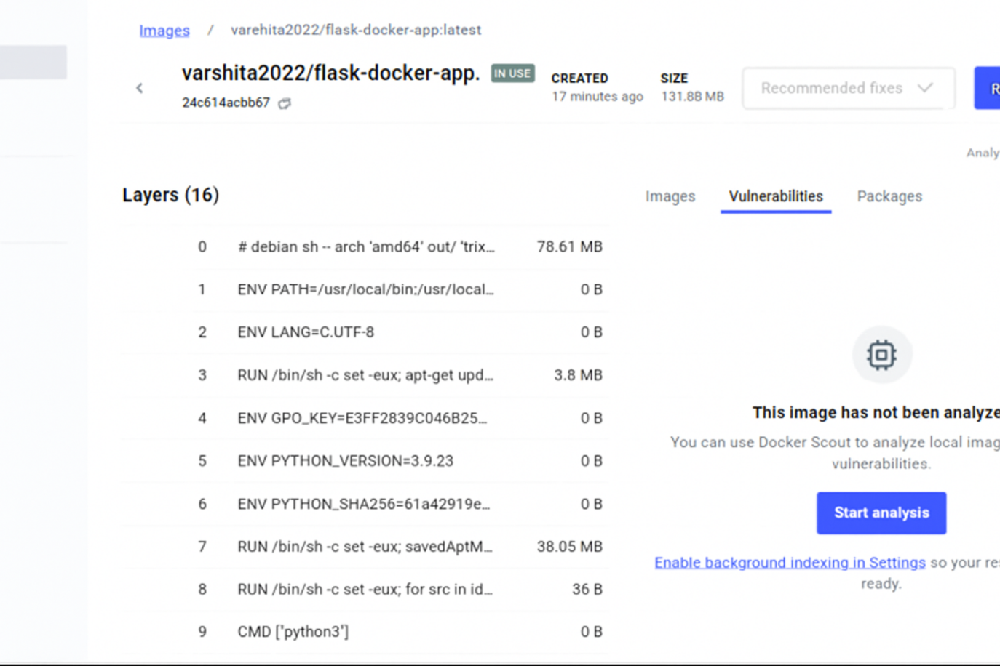 Images / varehita2022/flask-docker-app:latest
varshita2022/flask-docker-app. IN USE
24c614acbb67
CREATED
17 minutes ago
SIZE
131.88 MB
Recommended fixes
R
Analy
Layers (16)
Images Vulnerabilities Packages
0 # debian sh -- arch 'amd64' out/ 'trix... 78.61 MB
1 ENV PATH=/usr/local/bin:/usr/local... 0 B
2 ENV LANG=C.UTF-8 0 B
3 RUN /bin/sh -c set -eux; apt-get upd... 3.8 MB
4 ENV GPO_KEY=E3FF2839C046B25... 0 B
5 ENV PYTHON_VERSION=3.9.23 0 B
6 ENV PYTHON_SHA256=61a42919e... 0 B
7 RUN /bin/sh -c set -eux; savedAptM... 38.05 MB
8 RUN /bin/sh -c set -eux; for src in id... 36 B
9 CMD ["python3"] 0 B
This image has not been analyze
You can use Docker Scout to analyze local imag
vulnerabilities.
Start analysis
Enable background indexing in Settings so your re
ready.